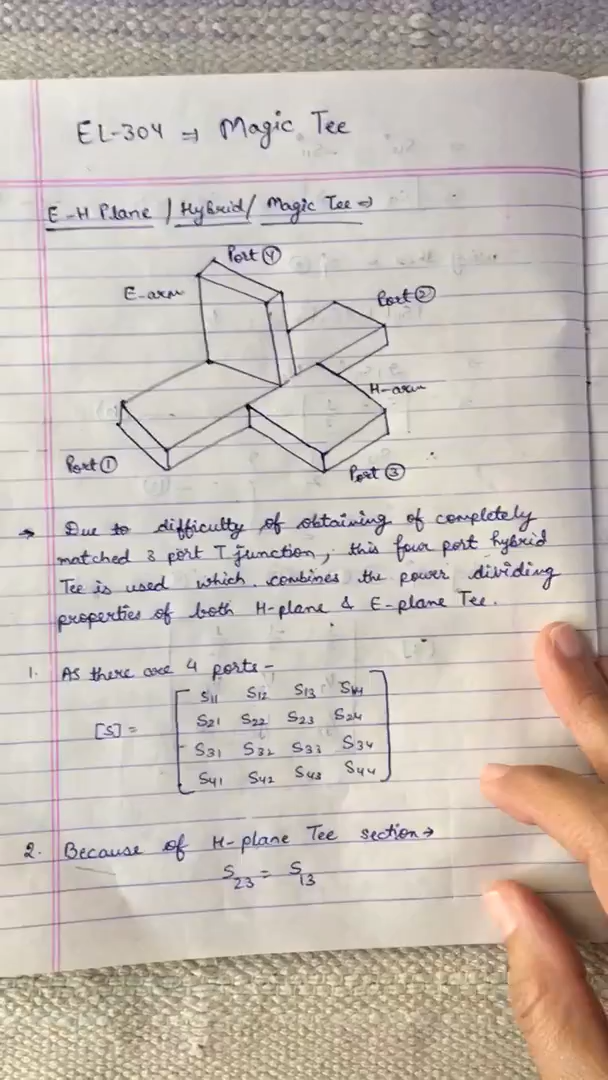 EL-304 ⇒ Magic Tee
E-H Plane / Hybrid / Magic Tee ⇒
Port ④
E-arm
Port ②
H-arm
Port ①
Port ③
→ Due to difficulty of obtaining of completely
matched 3 port T junction, this four port hybrid
Tee is used which combines the power dividing
properties of both H-plane & E-plane Tee.
1. As there are 4 ports -
S11 S12 S13 S14
[S] = S21 S22 S23 S24
S31 S32 S33 S34
S41 S42 S43 S44
2. Because of H-plane Tee section →
S23 = S13